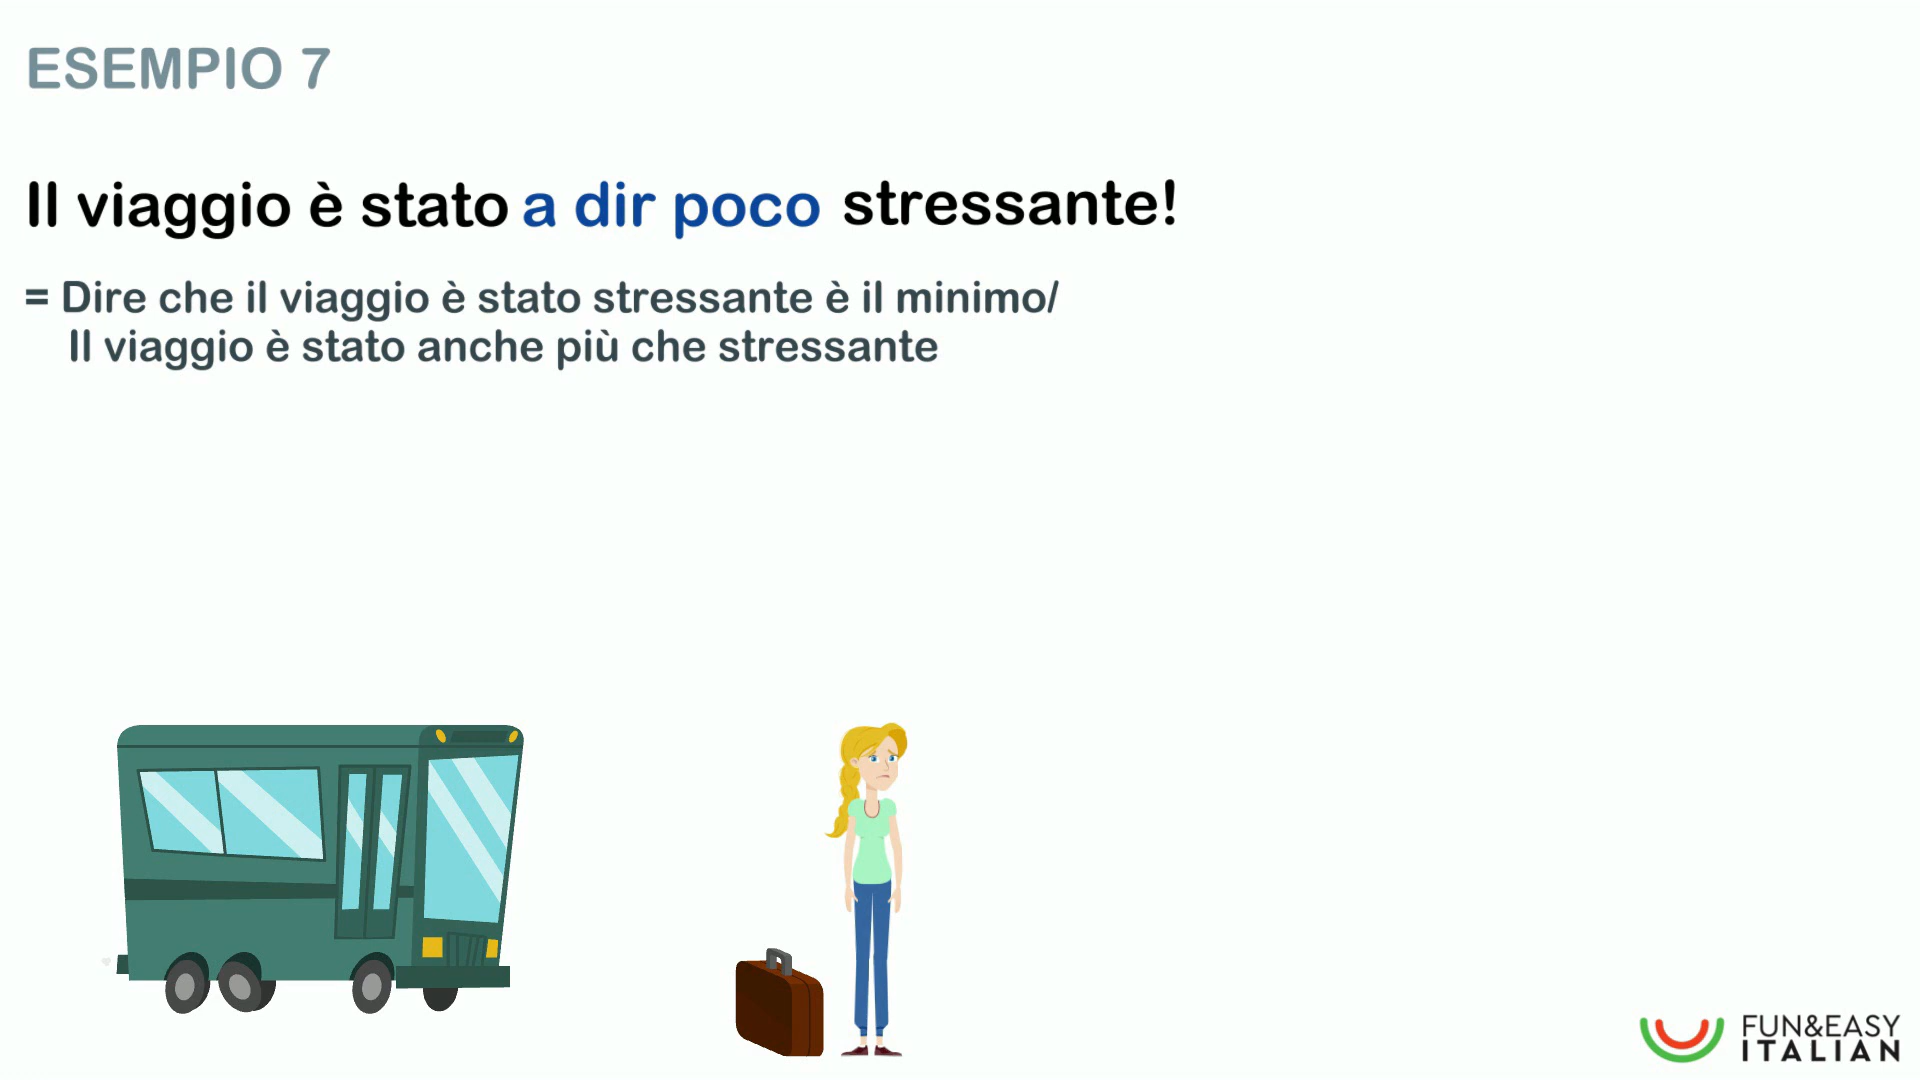 ESEMPIO 7
Il viaggio è stato a dir poco stressante!
= Dire che il viaggio è stato stressante è il minimo/
Il viaggio è stato anche più che stressante
FUN&EASY
ITALIAN